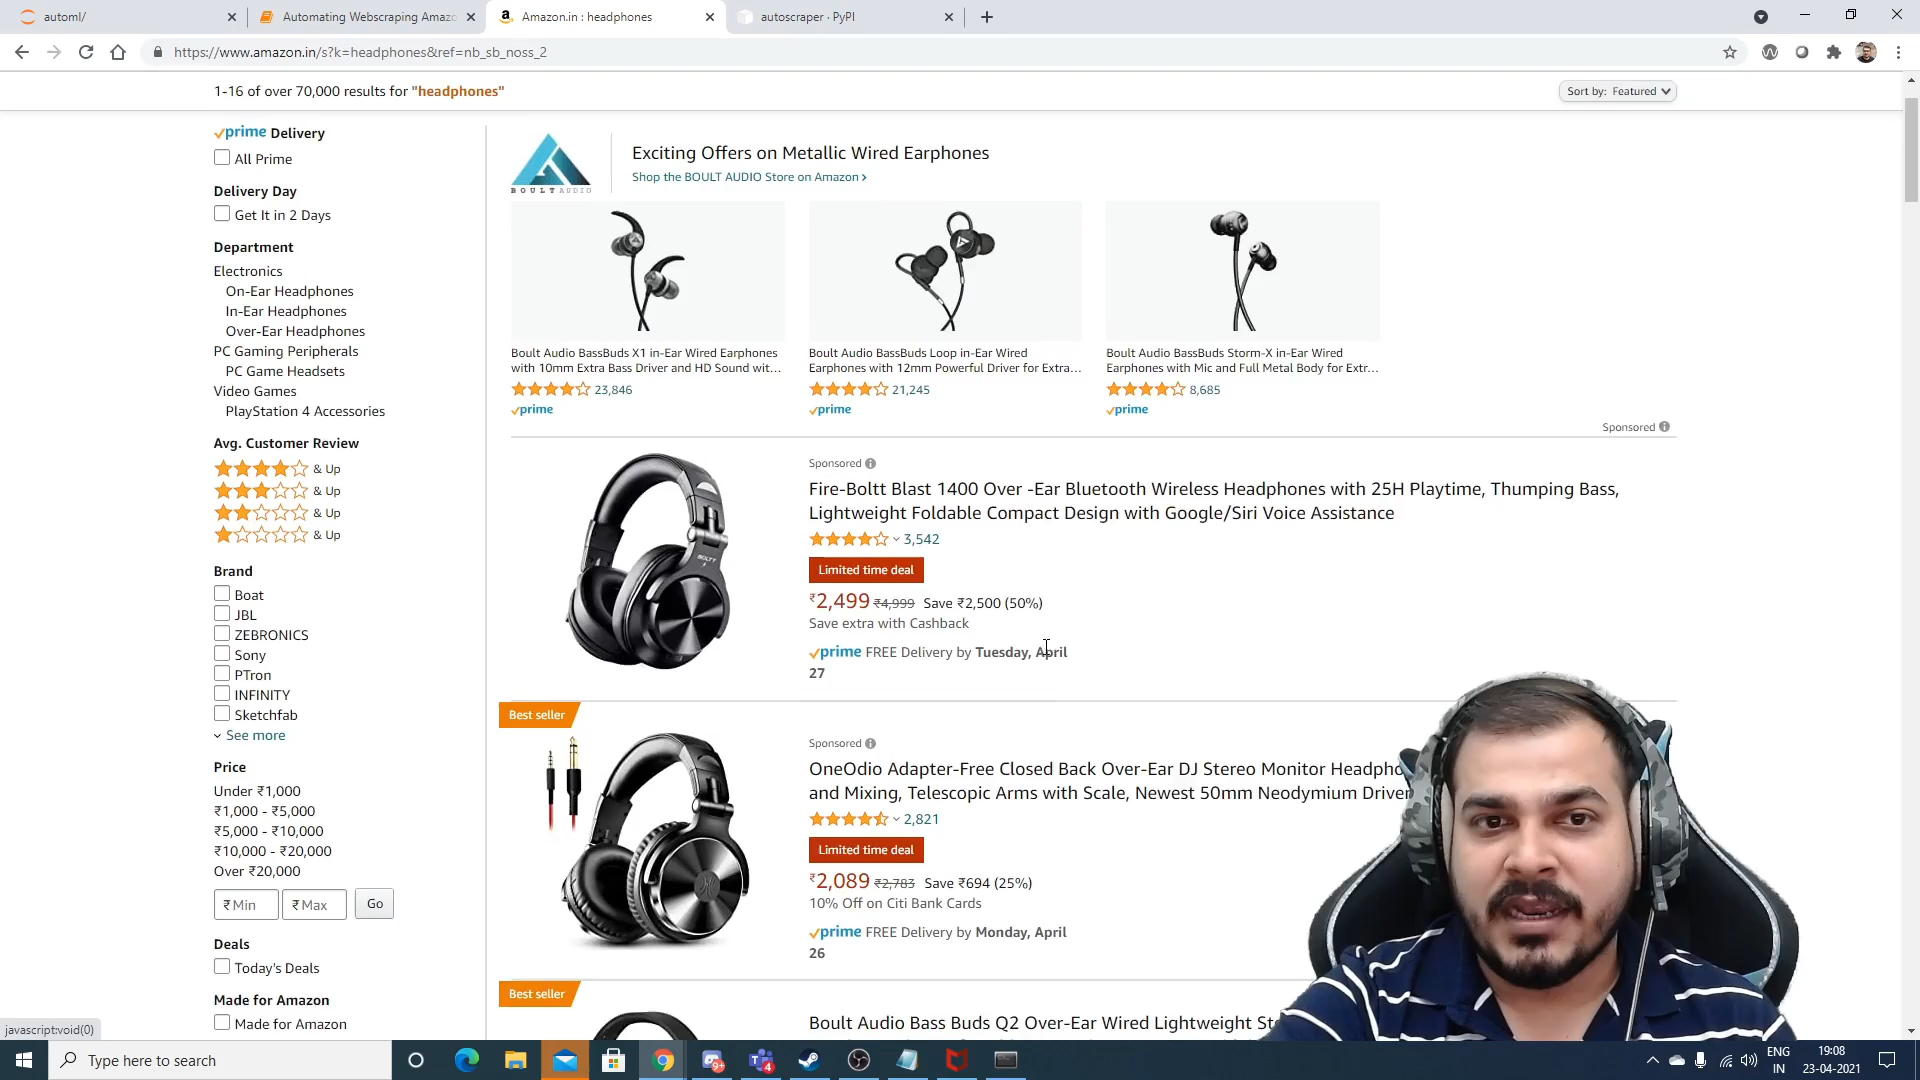 automl/
Automating Webscraping Amazo
Amazon.in : headphones
autoscraper · PyPI
https://www.amazon.in/s?k=headphones&ref=nb_sb_noss_2
1-16 of over 70,000 results for "headphones"
Sort by: Featured
prime Delivery
All Prime
Delivery Day
Get It in 2 Days
Department
Electronics
On-Ear Headphones
In-Ear Headphones
Over-Ear Headphones
PC Gaming Peripherals
PC Game Headsets
Video Games
PlayStation 4 Accessories
Avg. Customer Review
& Up
& Up
& Up
& Up
Brand
Boat
JBL
ZEBRONICS
Sony
PTron
INFINITY
Sketchfab
See more
Price
Under ₹1,000
₹1,000 - ₹5,000
₹5,000 - ₹10,000
₹10,000 - ₹20,000
Over ₹20,000
₹ Min
₹ Max
Go
Deals
Today's Deals
Made for Amazon
Made for Amazon
BOULT AUDIO
Exciting Offers on Metallic Wired Earphones
Shop the BOULT AUDIO Store on Amazon ›
Boult Audio BassBuds X1 in-Ear Wired Earphones
with 10mm Extra Bass Driver and HD Sound wit...
23,846
prime
Boult Audio BassBuds Loop in-Ear Wired
Earphones with 12mm Powerful Driver for Extra...
21,245
prime
Boult Audio BassBuds Storm-X in-Ear Wired
Earphones with Mic and Full Metal Body for Extr...
8,685
prime
Sponsored
Sponsored
Fire-Boltt Blast 1400 Over -Ear Bluetooth Wireless Headphones with 25H Playtime, Thumping Bass,
Lightweight Foldable Compact Design with Google/Siri Voice Assistance
3,542
Limited time deal
₹2,499 ₹4,999 Save ₹2,500 (50%)
Save extra with Cashback
prime FREE Delivery by Tuesday, April
27
BOLTT
Best seller
Sponsored
OneOdio Adapter-Free Closed Back Over-Ear DJ Stereo Monitor Headpho
and Mixing, Telescopic Arms with Scale, Newest 50mm Neodymium Driver
2,821
Limited time deal
₹2,089 ₹2,783 Save ₹694 (25%)
10% Off on Citi Bank Cards
prime FREE Delivery by Monday, April
26
Best seller
Boult Audio Bass Buds Q2 Over-Ear Wired Lightweight St
javascript:void(0)
Type here to search
9+
4
ENG
IN
19:08
23-04-2021